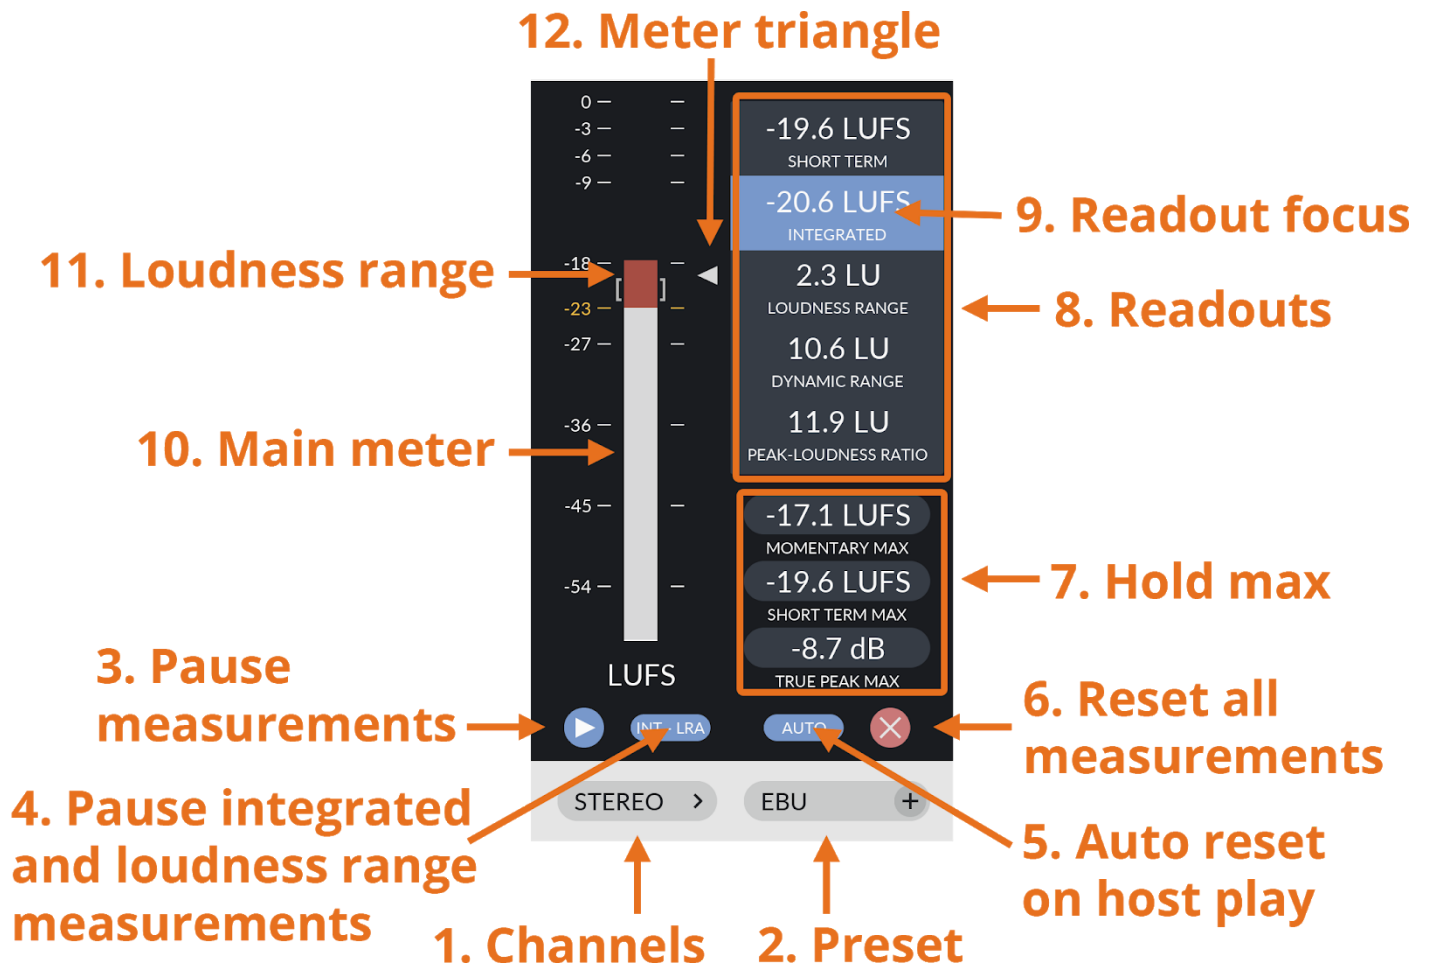 12. Meter triangle
0
-3
-6
-9
-18
-23
-27
-36
-45
-54
LUFS
-19.6 LUFS
SHORT TERM
-20.6 LUFS
INTEGRATED
2.3 LU
LOUDNESS RANGE
10.6 LU
DYNAMIC RANGE
11.9 LU
PEAK-LOUDNESS RATIO
-17.1 LUFS
MOMENTARY MAX
-19.6 LUFS
SHORT TERM MAX
-8.7 dB
TRUE PEAK MAX
INT · LRA
AUTO
STEREO >
EBU +
11. Loudness range
10. Main meter
3. Pause
measurements
4. Pause integrated
and loudness range
measurements
9. Readout focus
8. Readouts
7. Hold max
6. Reset all
measurements
5. Auto reset
on host play
1. Channels
2. Preset